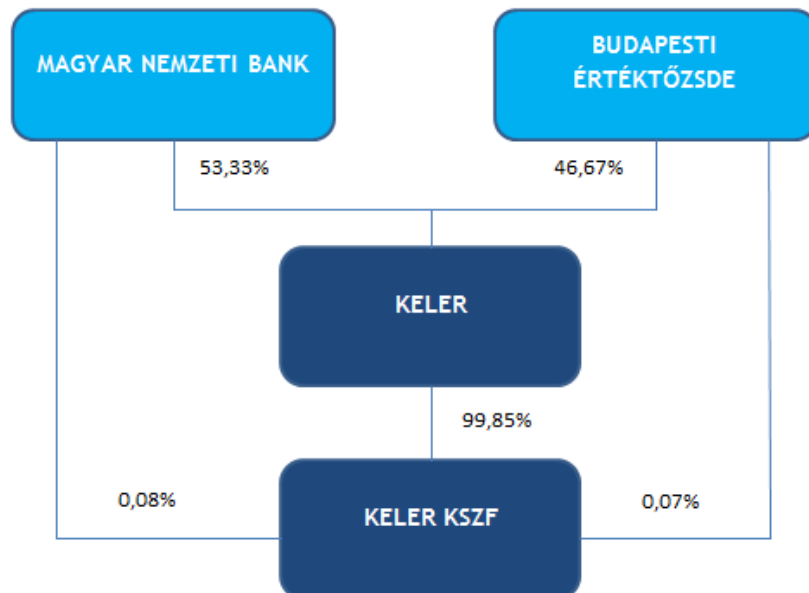 MAGYAR NEMZETI BANK
BUDAPESTI
ÉRTÉKTŐZSDE
53,33%
46,67%
KELER
99,85%
0,08%
KELER KSZF
0,07%